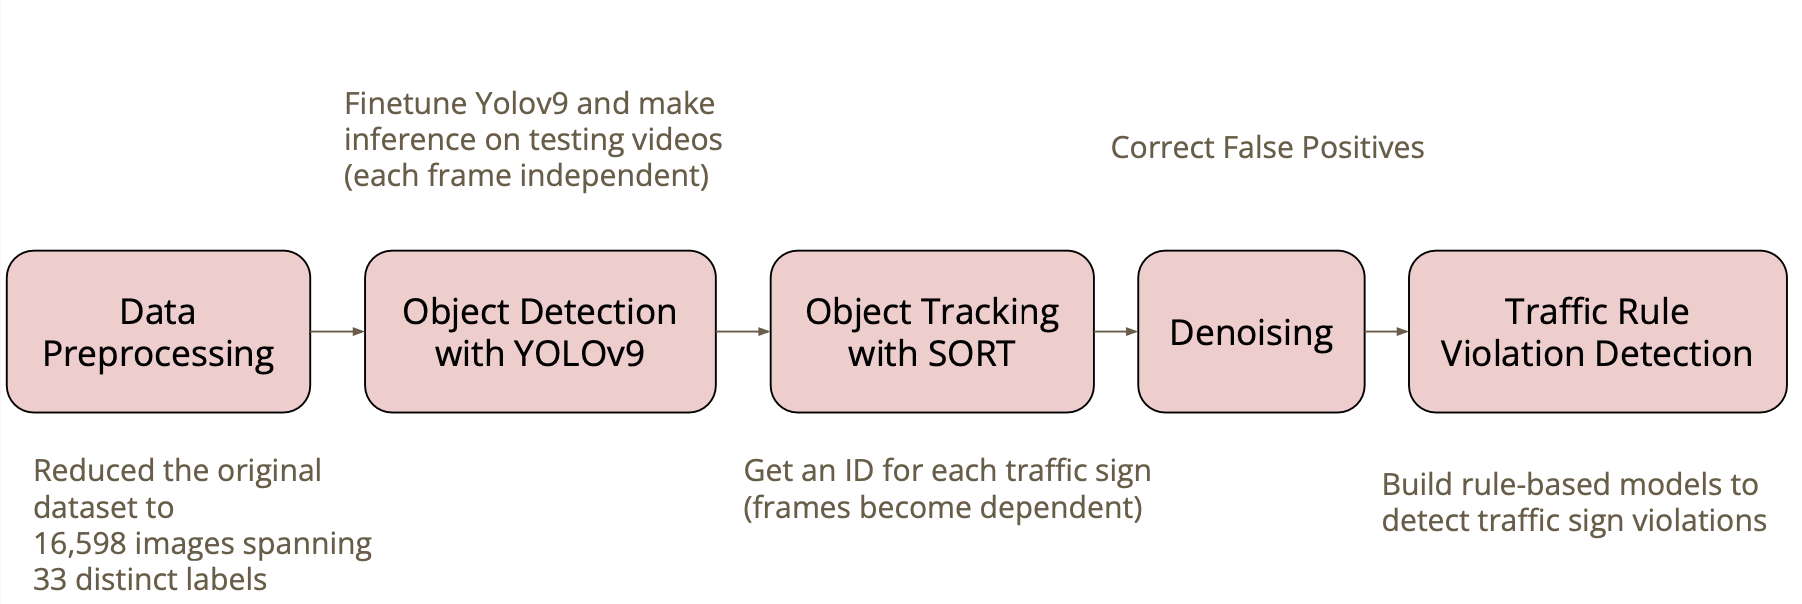 Finetune Yolov9 and make
inference on testing videos
(each frame independent)
Correct False Positives
Data
Preprocessing
Object Detection
with YOLOv9
Object Tracking
with SORT
Denoising
Traffic Rule
Violation Detection
Reduced the original
dataset to
16,598 images spanning
33 distinct labels
Get an ID for each traffic sign
(frames become dependent)
Build rule-based models to
detect traffic sign violations